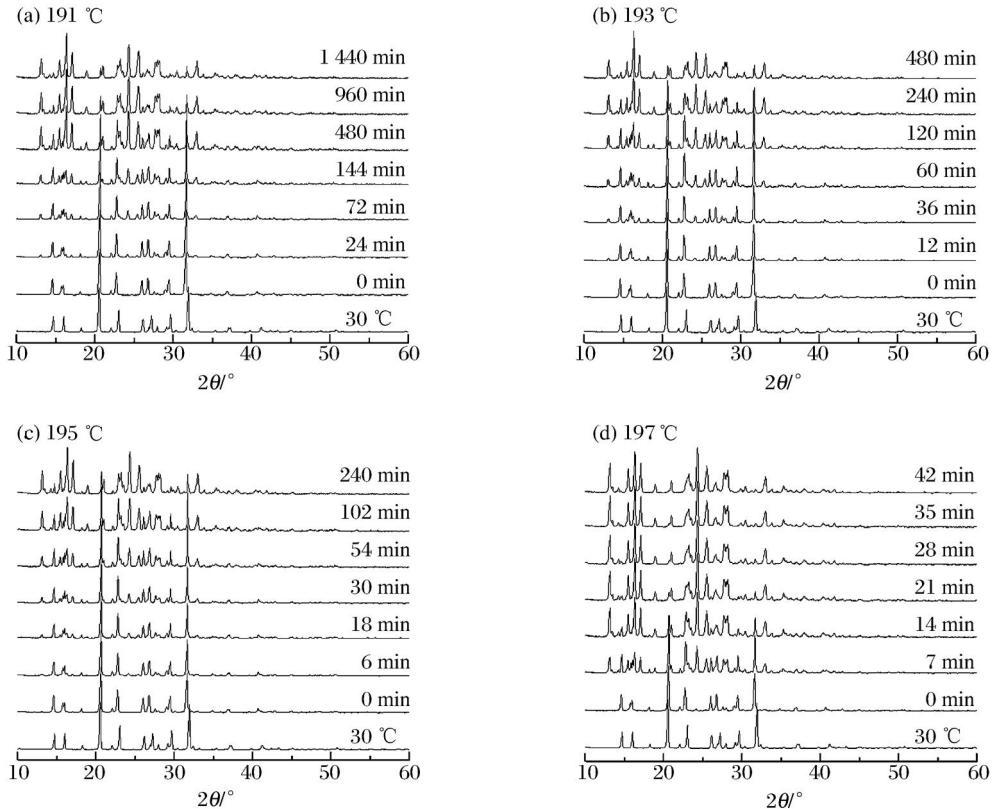 (a) 191 ℃
1 440 min
960 min
480 min
144 min
72 min
24 min
0 min
30 ℃
10 20 30 40 50 60
2θ/°
(b) 193 ℃
480 min
240 min
120 min
60 min
36 min
12 min
0 min
30 ℃
10 20 30 40 50 60
2θ/°
(c) 195 ℃
240 min
102 min
54 min
30 min
18 min
6 min
0 min
30 ℃
10 20 30 40 50 60
2θ/°
(d) 197 ℃
42 min
35 min
28 min
21 min
14 min
7 min
0 min
30 ℃
10 20 30 40 50 60
2θ/°